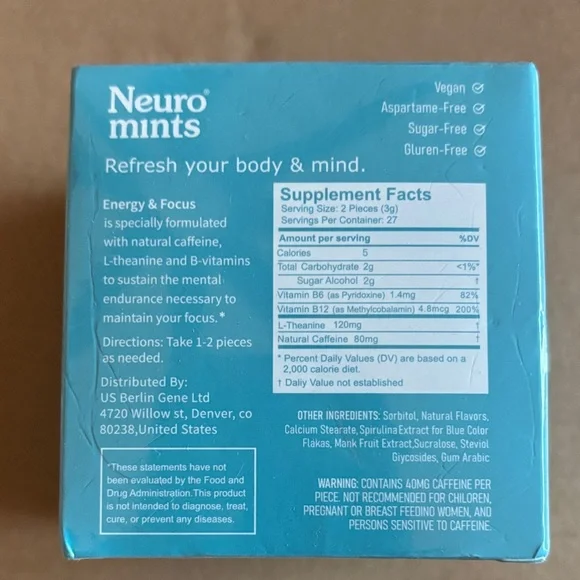 Neuro®
mints
Vegan
Aspartame-Free
Sugar-Free
Gluren-Free
Refresh your body & mind.
Energy & Focus
is specially formulated
with natural caffeine,
L-theanine and B-vitamins
to sustain the mental
endurance necessary to
maintain your focus.*
Directions: Take 1-2 pieces
as needed.
Distributed By:
US Berlin Gene Ltd
4720 Willow st, Denver, co
80238,United States
*These statements have not
been evaluated by the Food and
Drug Administration.This product
is not intended to diagnose, treat,
cure, or prevent any diseases.
Supplement Facts
Serving Size: 2 Pieces (3g)
Servings Per Container: 27
Amount per serving %DV
Calories 5
Total Carbohydrate 2g <1%*
Sugar Alcohol 2g †
Vitamin B6 (as Pyridoxine) 1.4mg 82%
Vitamin B12 (as Methylcobalamin) 4.8mcg 200%
L-Theanine 120mg †
Natural Caffeine 80mg †
* Percent Daily Values (DV) are based on a
2,000 calorie diet.
† Daliy Value not established
OTHER INGREDIENTS: Sorbitol, Natural Flavors,
Calcium Stearate, Spirulina Extract for Blue Color
Flakas, Mank Fruit Extract,Sucralose, Steviol
Giycosides, Gum Arabic
WARNING: CONTAINS 40MG CAFFEINE PER
PIECE. NOT RECOMMENDED FOR CHILDREN,
PREGNANT OR BREAST FEEDINO WOMEN, AND
PERSONS SENSITIVE TO CAFFEINE.